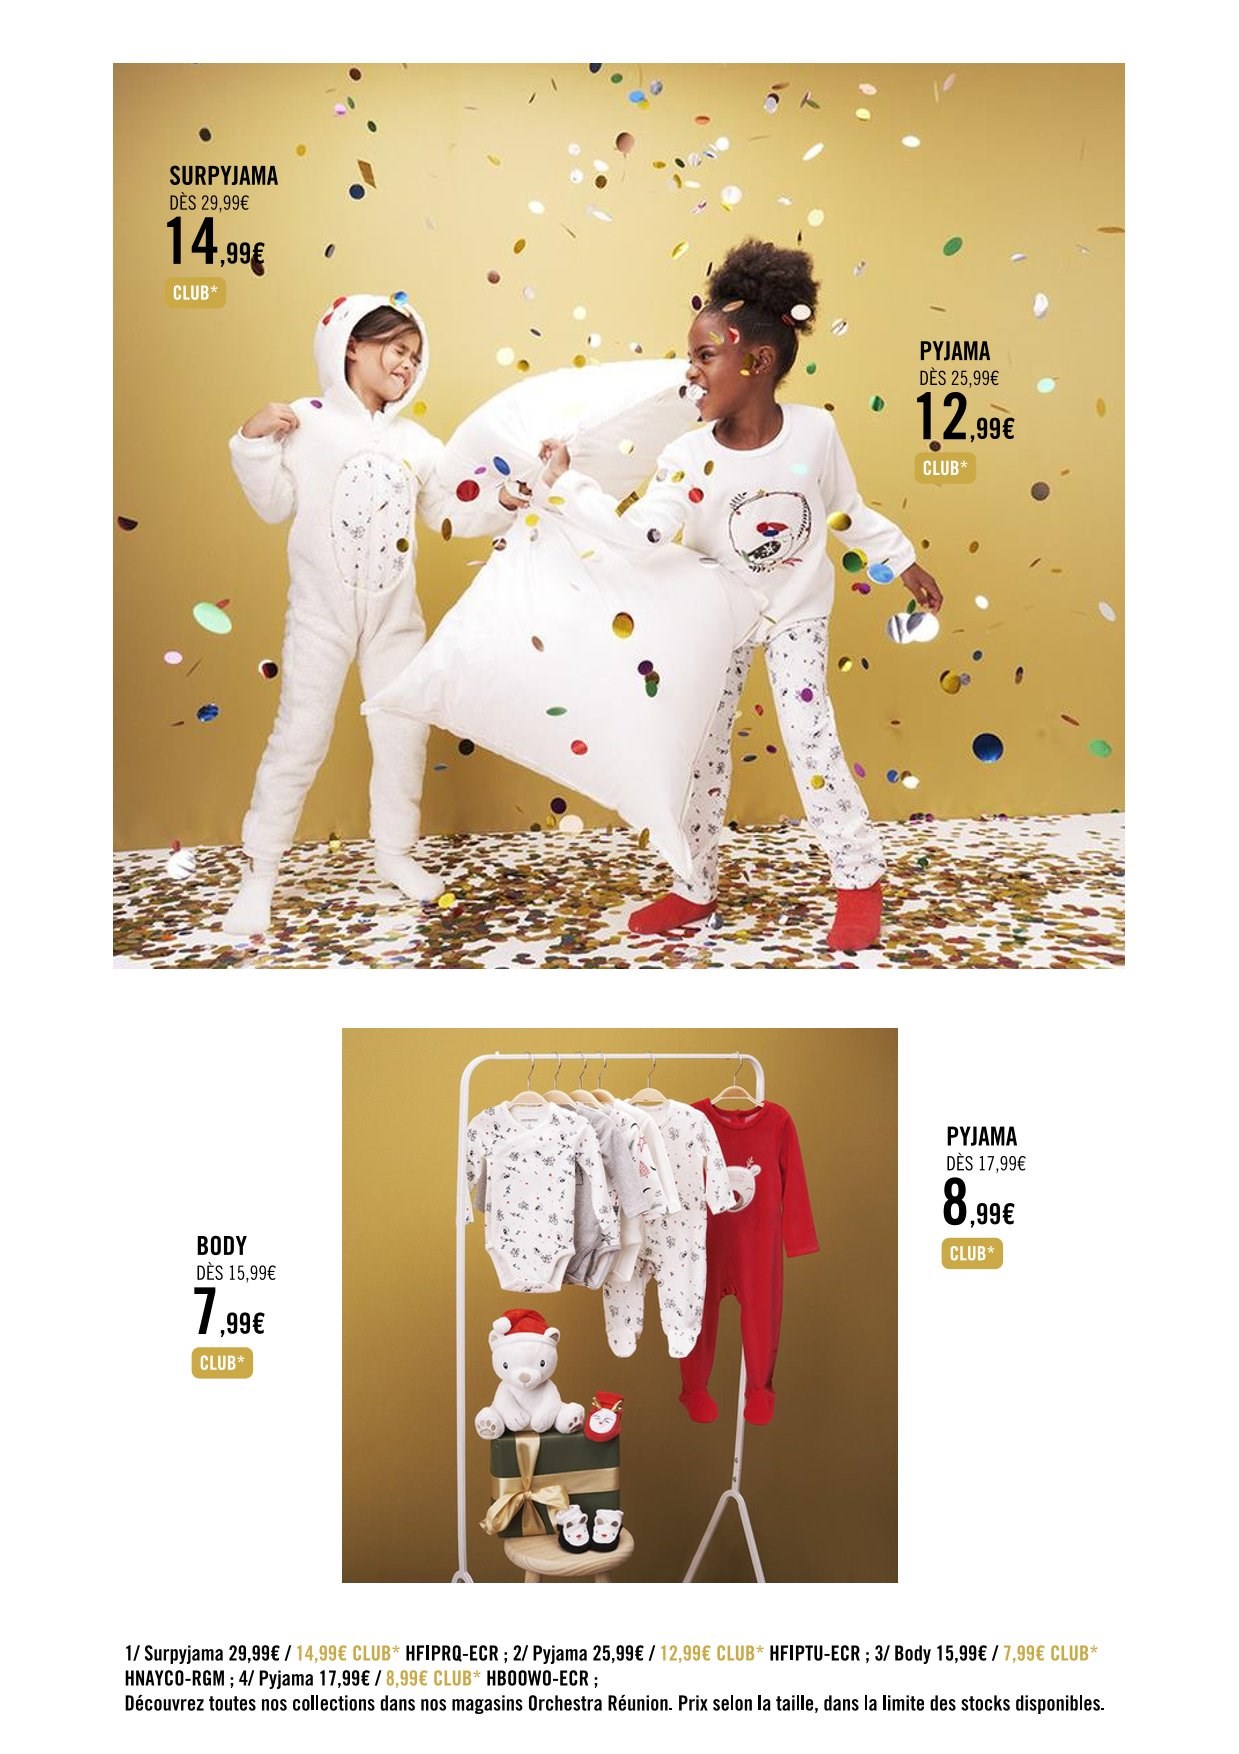 SURPYJAMA
DÈS 29,99€
14,99€
CLUB*
PYJAMA
DÈS 25,99€
12,99€
CLUB*
PYJAMA
DÈS 17,99€
8,99€
CLUB*
BODY
DÈS 15,99€
7,99€
CLUB*
1/ Surpyjama 29,99€ / 14,99€ CLUB* HFIPRQ-ECR ; 2/ Pyjama 25,99€ / 12,99€ CLUB* HFIPTU-ECR ; 3/ Body 15,99€ / 7,99€ CLUB*
HNAYCO-RGM ; 4/ Pyjama 17,99€ / 8,99€ CLUB* HBOOWO-ECR ;
Découvrez toutes nos collections dans nos magasins Orchestra Réunion. Prix selon la taille, dans la limite des stocks disponibles.